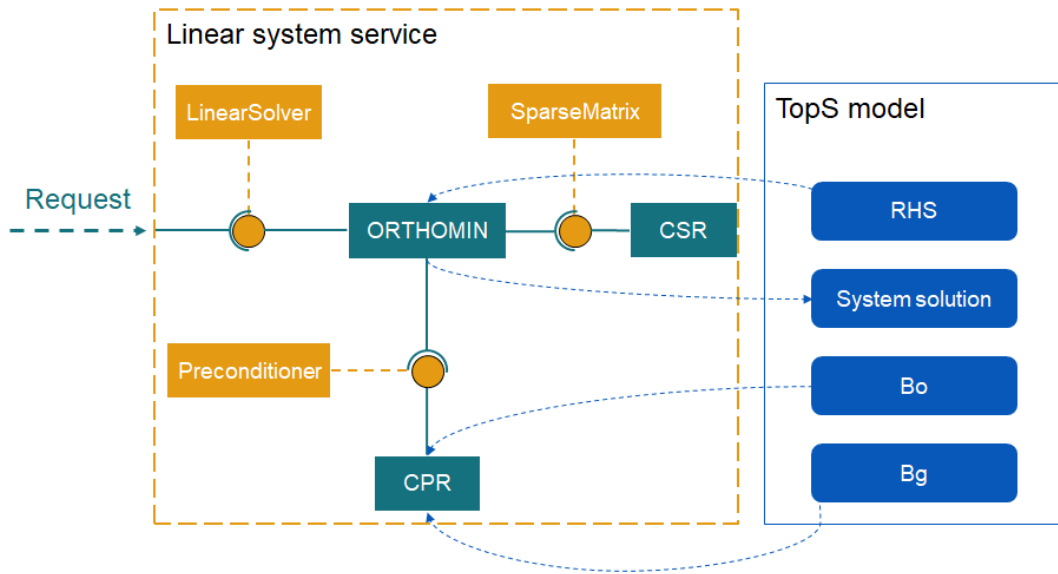 Linear system service
LinearSolver
SparseMatrix
TopS model
Request
ORTHOMIN
CSR
RHS
System solution
Preconditioner
Bo
CPR
Bg